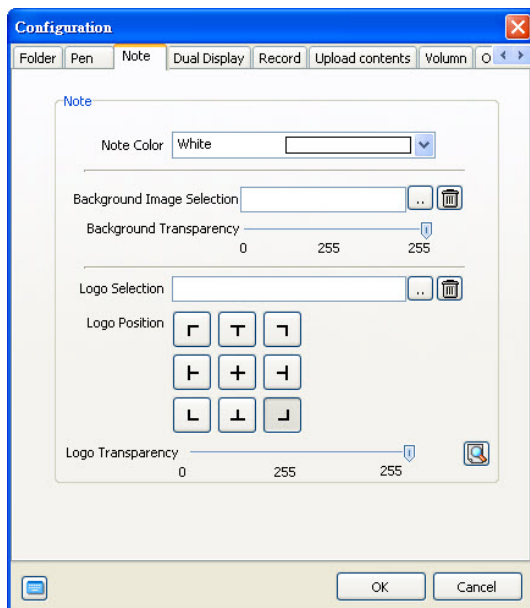 Configuration
Folder Pen Note Dual Display Record Upload contents Volumn O
Note
Note Color White
Background Image Selection ..
Background Transparency
0 255 255
Logo Selection ..
Logo Position
Logo Transparency
0 255 255
OK Cancel